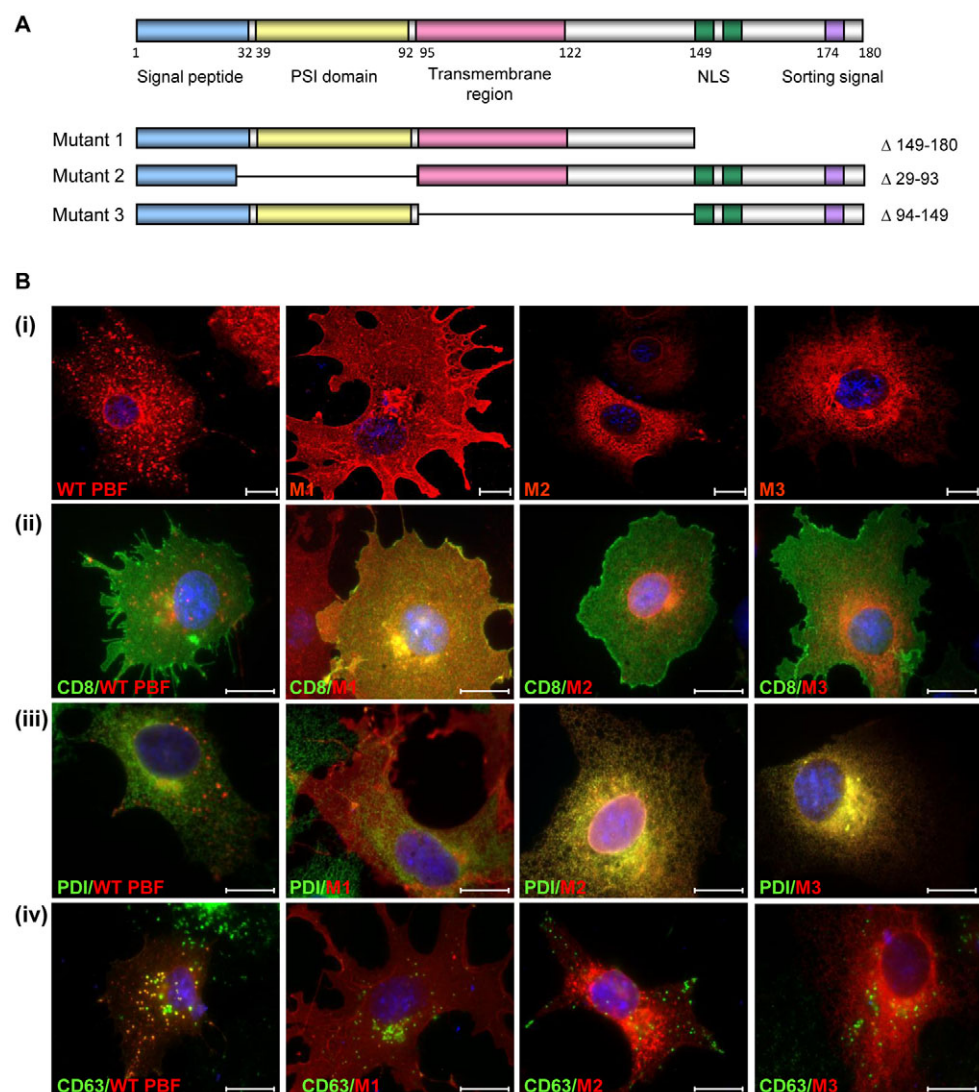 A
1 32 39 92 95 122 149 174 180
Signal peptide PSI domain Transmembrane region NLS Sorting signal
Mutant 1 Δ 149-180
Mutant 2 Δ 29-93
Mutant 3 Δ 94-149
B
(i)
WT PBF M1 M2 M3
(ii)
CD8/WT PBF CD8/M1 CD8/M2 CD8/M3
(iii)
PDI/WT PBF PDI/M1 PDI/M2 PDI/M3
(iv)
CD63/WT PBF CD63/M1 CD63/M2 CD63/M3